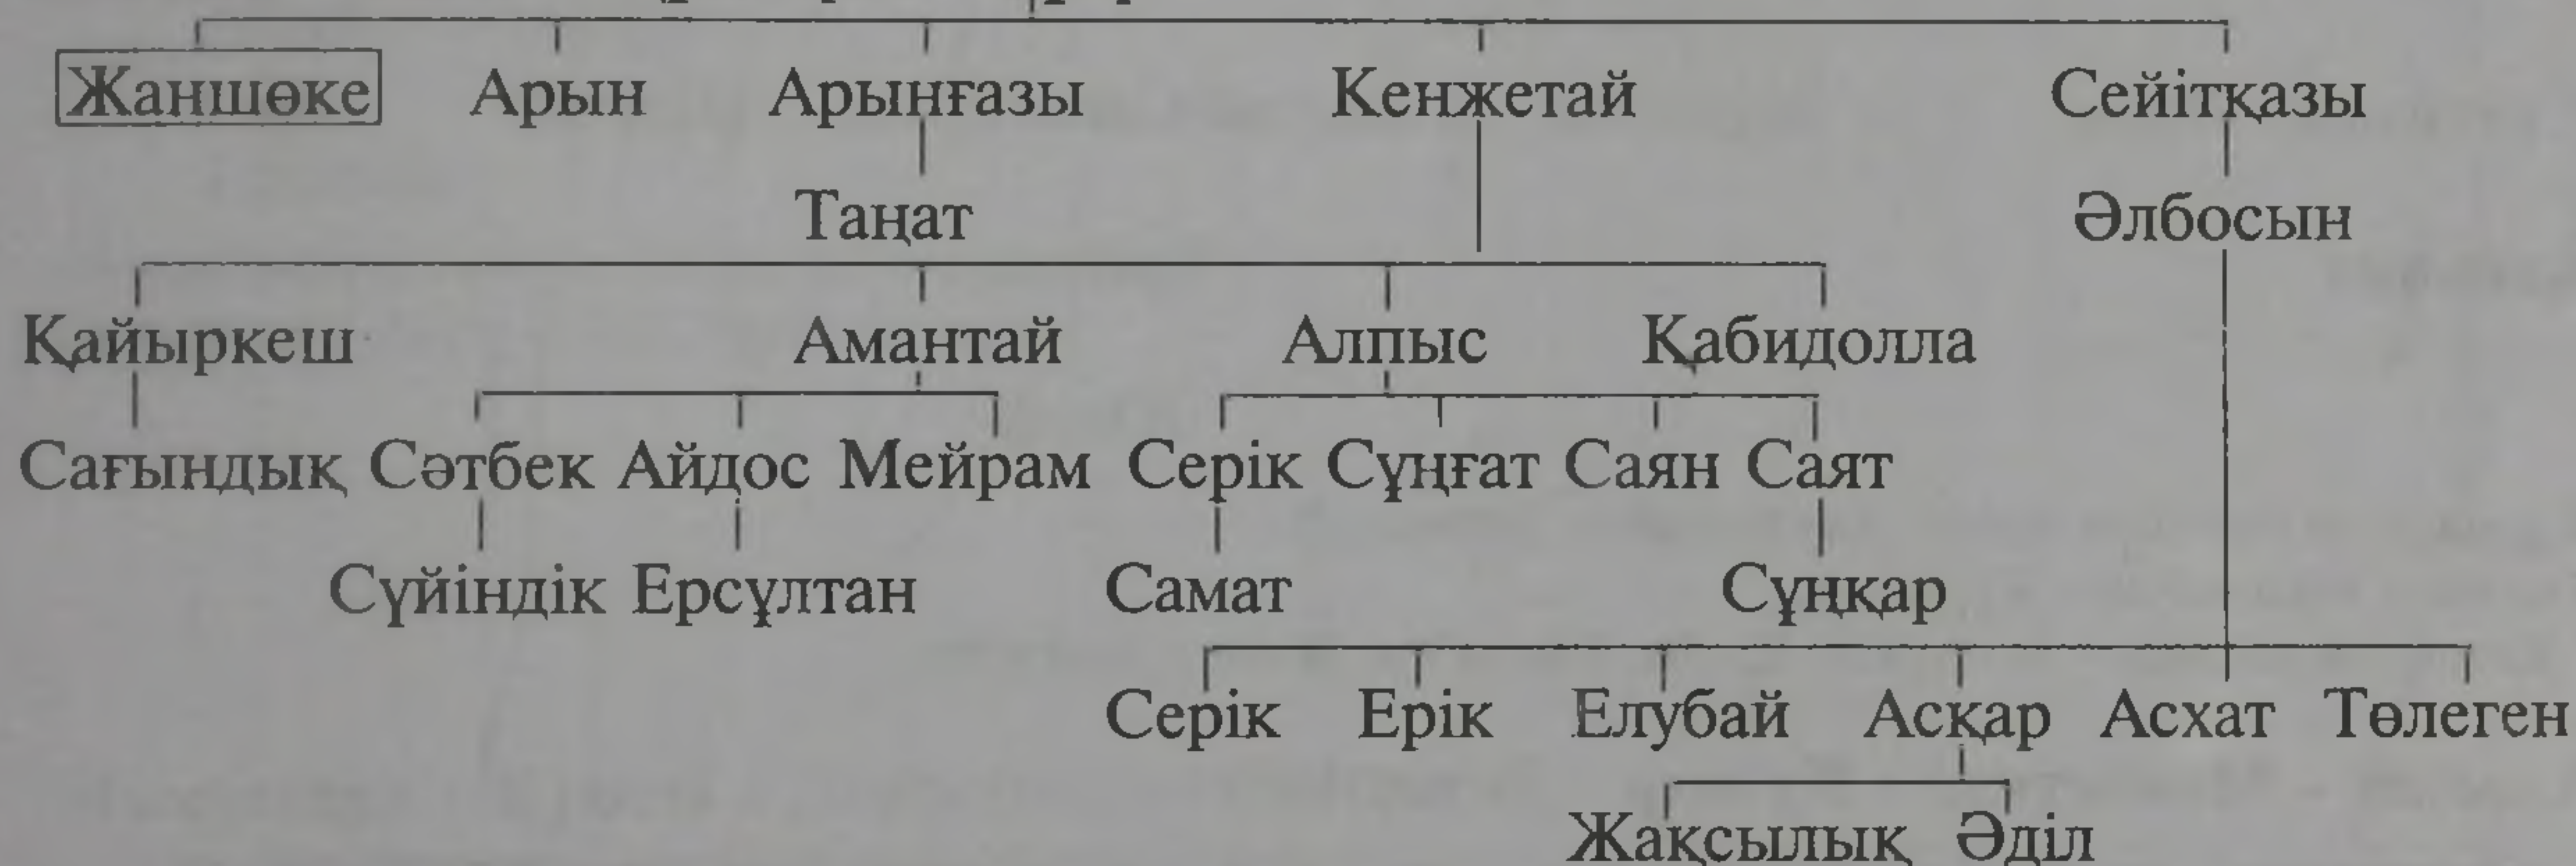 Жаншөке Арын Арынғазы Кенжетай Сейітқазы
Таңат Әлбосын
Қайыркеш Амантай Алпыс Қабидолла
Сағындық Сәтбек Айдос Мейрам Серік Сұңғат Саян Саят
Сүйіндік Ерсұлтан Самат Сұңқар
Серік Ерік Елубай Асқар Асхат Төлеген
Жақсылық Әділ